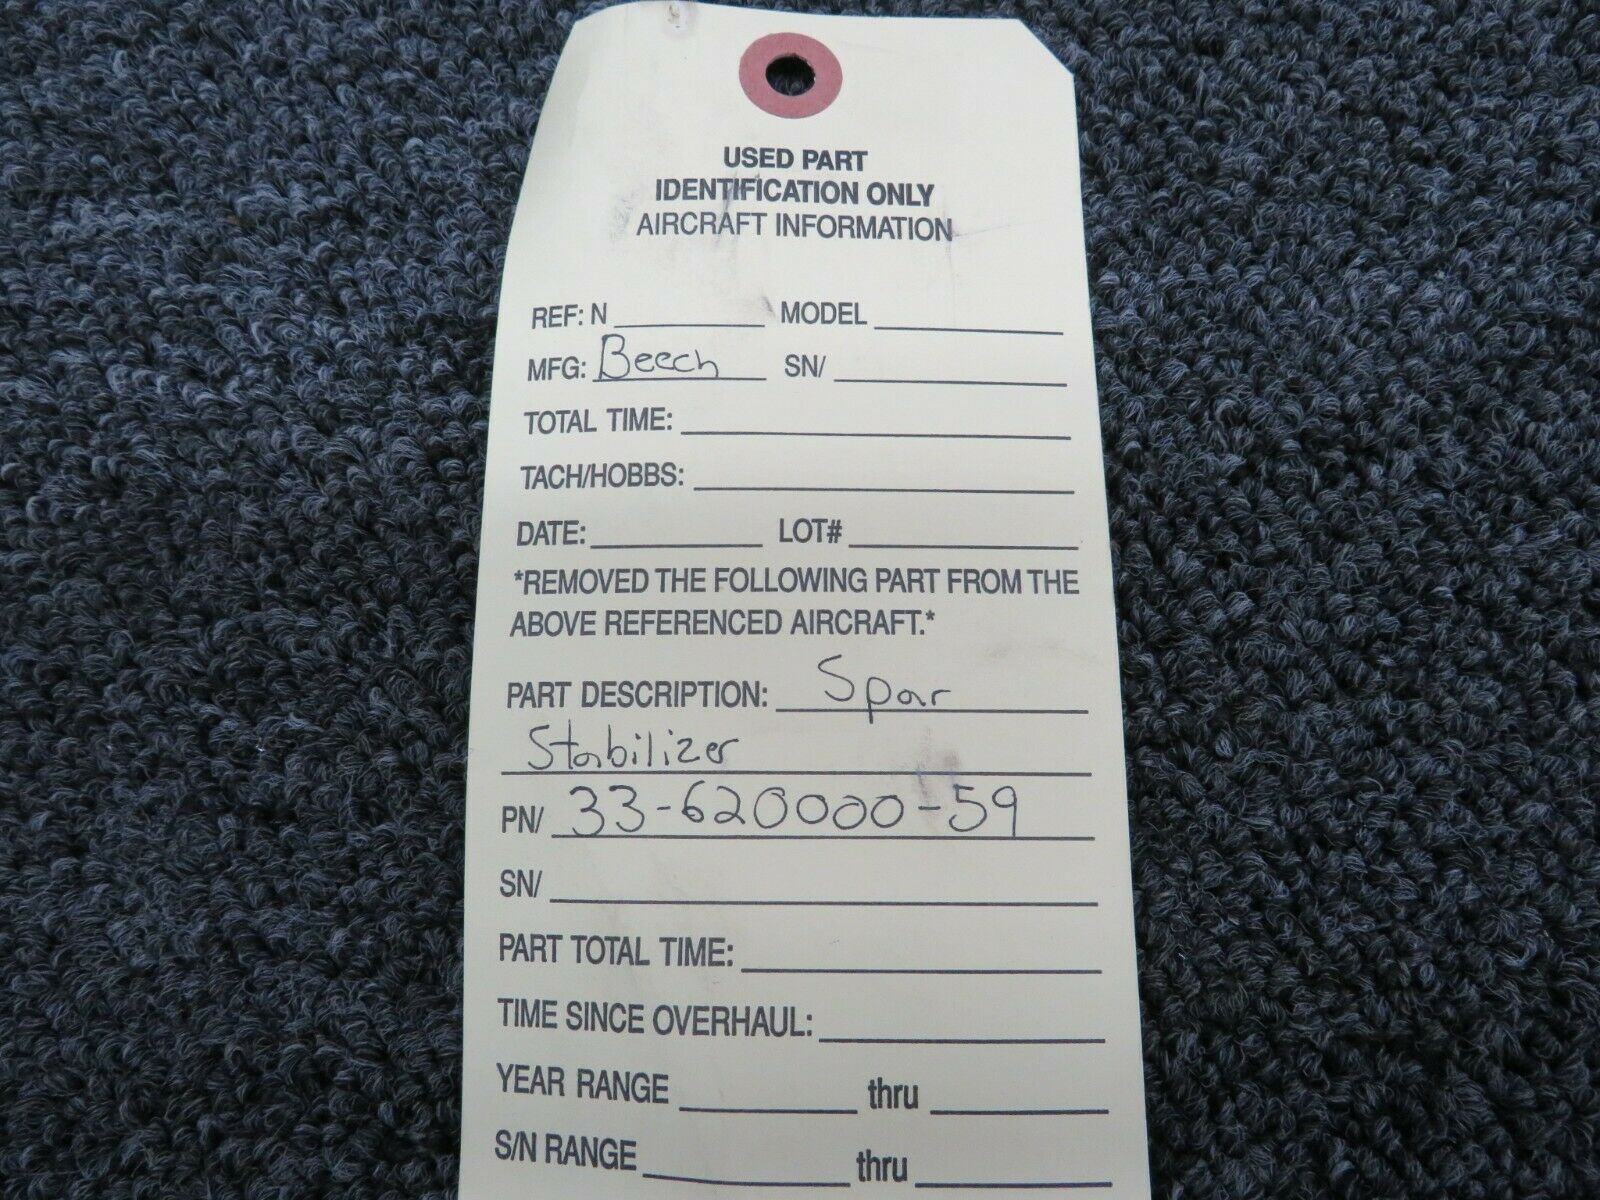 USED PART
IDENTIFICATION ONLY
AIRCRAFT INFORMATION
REF: N MODEL
MFG: Beech SN/
TOTAL TIME:
TACH/HOBBS:
DATE: LOT#
*REMOVED THE FOLLOWING PART FROM THE
ABOVE REFERENCED AIRCRAFT.*
PART DESCRIPTION: Spar
Stabilizer
PN/ 33-620000-59
SN/
PART TOTAL TIME:
TIME SINCE OVERHAUL:
YEAR RANGE thru
S/N RANGE thru